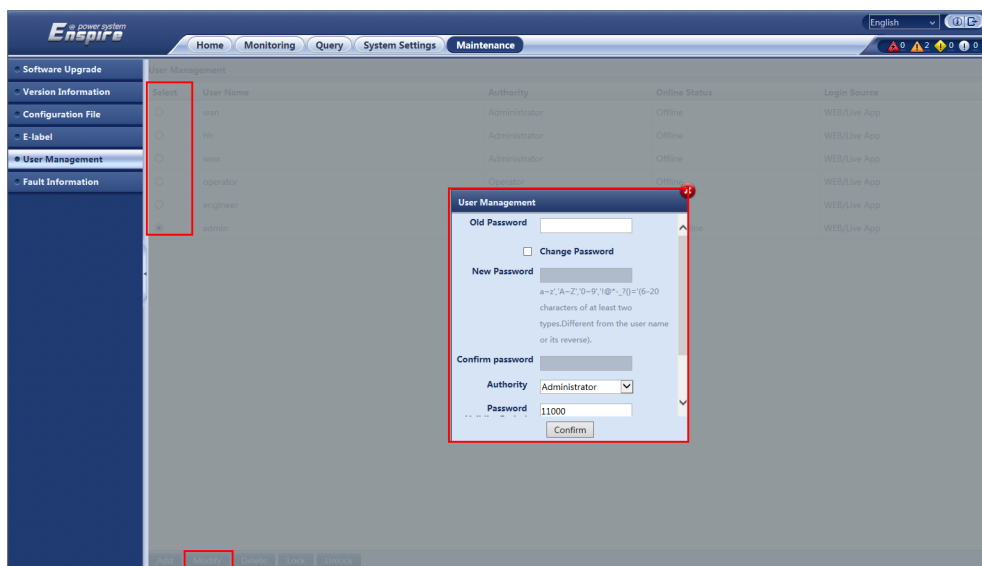 English
e power system
Enspire
Home Monitoring Query System Settings Maintenance
0 2 0 0
Software Upgrade
Version Information
Configuration File
E-label
User Management
Fault Information
User Management
Select User Name Authority Online Status Login Source
Administrator Offline WEB/Live App
hh Administrator Offline WEB/Live App
Administrator Offline WEB/Live App
operator Operator Offline WEB/Live App
engineer WEB/Live App
admin ine WEB/Live App
User Management
Old Password
Change Password
New Password
a~z','A~Z','0~9','!@*-_?{}='(6-20
characters of at least two
types.Different from the user name
or its reverse).
Confirm password
Authority Administrator
Password 11000
Confirm
Add Modify Delete Lock Unlock